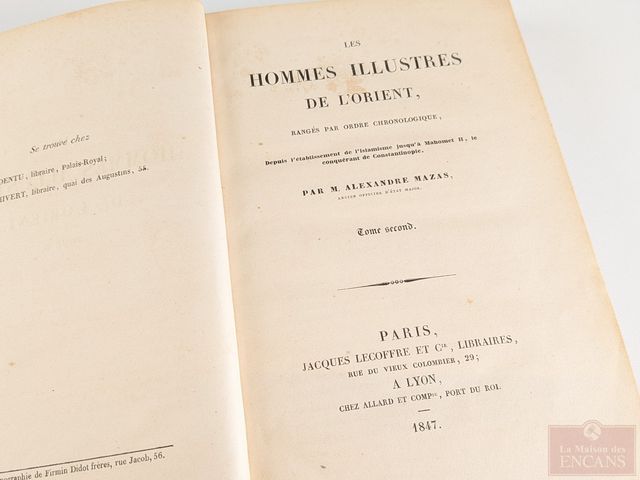 Se trouve chez
DENTU, libraire, Palais-Royal;
HIVERT, libraire, quai des Augustins, 55.
Typographie de Firmin Didot frères, rue Jacob, 56.
LES
HOMMES ILLUSTRES
DE L'ORIENT,
RANGÉS PAR ORDRE CHRONOLOGIQUE,
Depuis l'établissement de l'islamisme jusqu'à Mahomet II, le
conquérant de Constantinople.
PAR M. ALEXANDRE MAZAS,
ANCIEN OFFICIER D'ÉTAT MAJOR.
Tome second.
PARIS,
JACQUES LECOFFRE ET Cie, LIBRAIRES,
RUE DU VIEUX COLOMBIER, 29;
A LYON,
CHEZ ALLARD ET COMPie, PORT DU ROI.
1847.
La Maison des
ENCANS